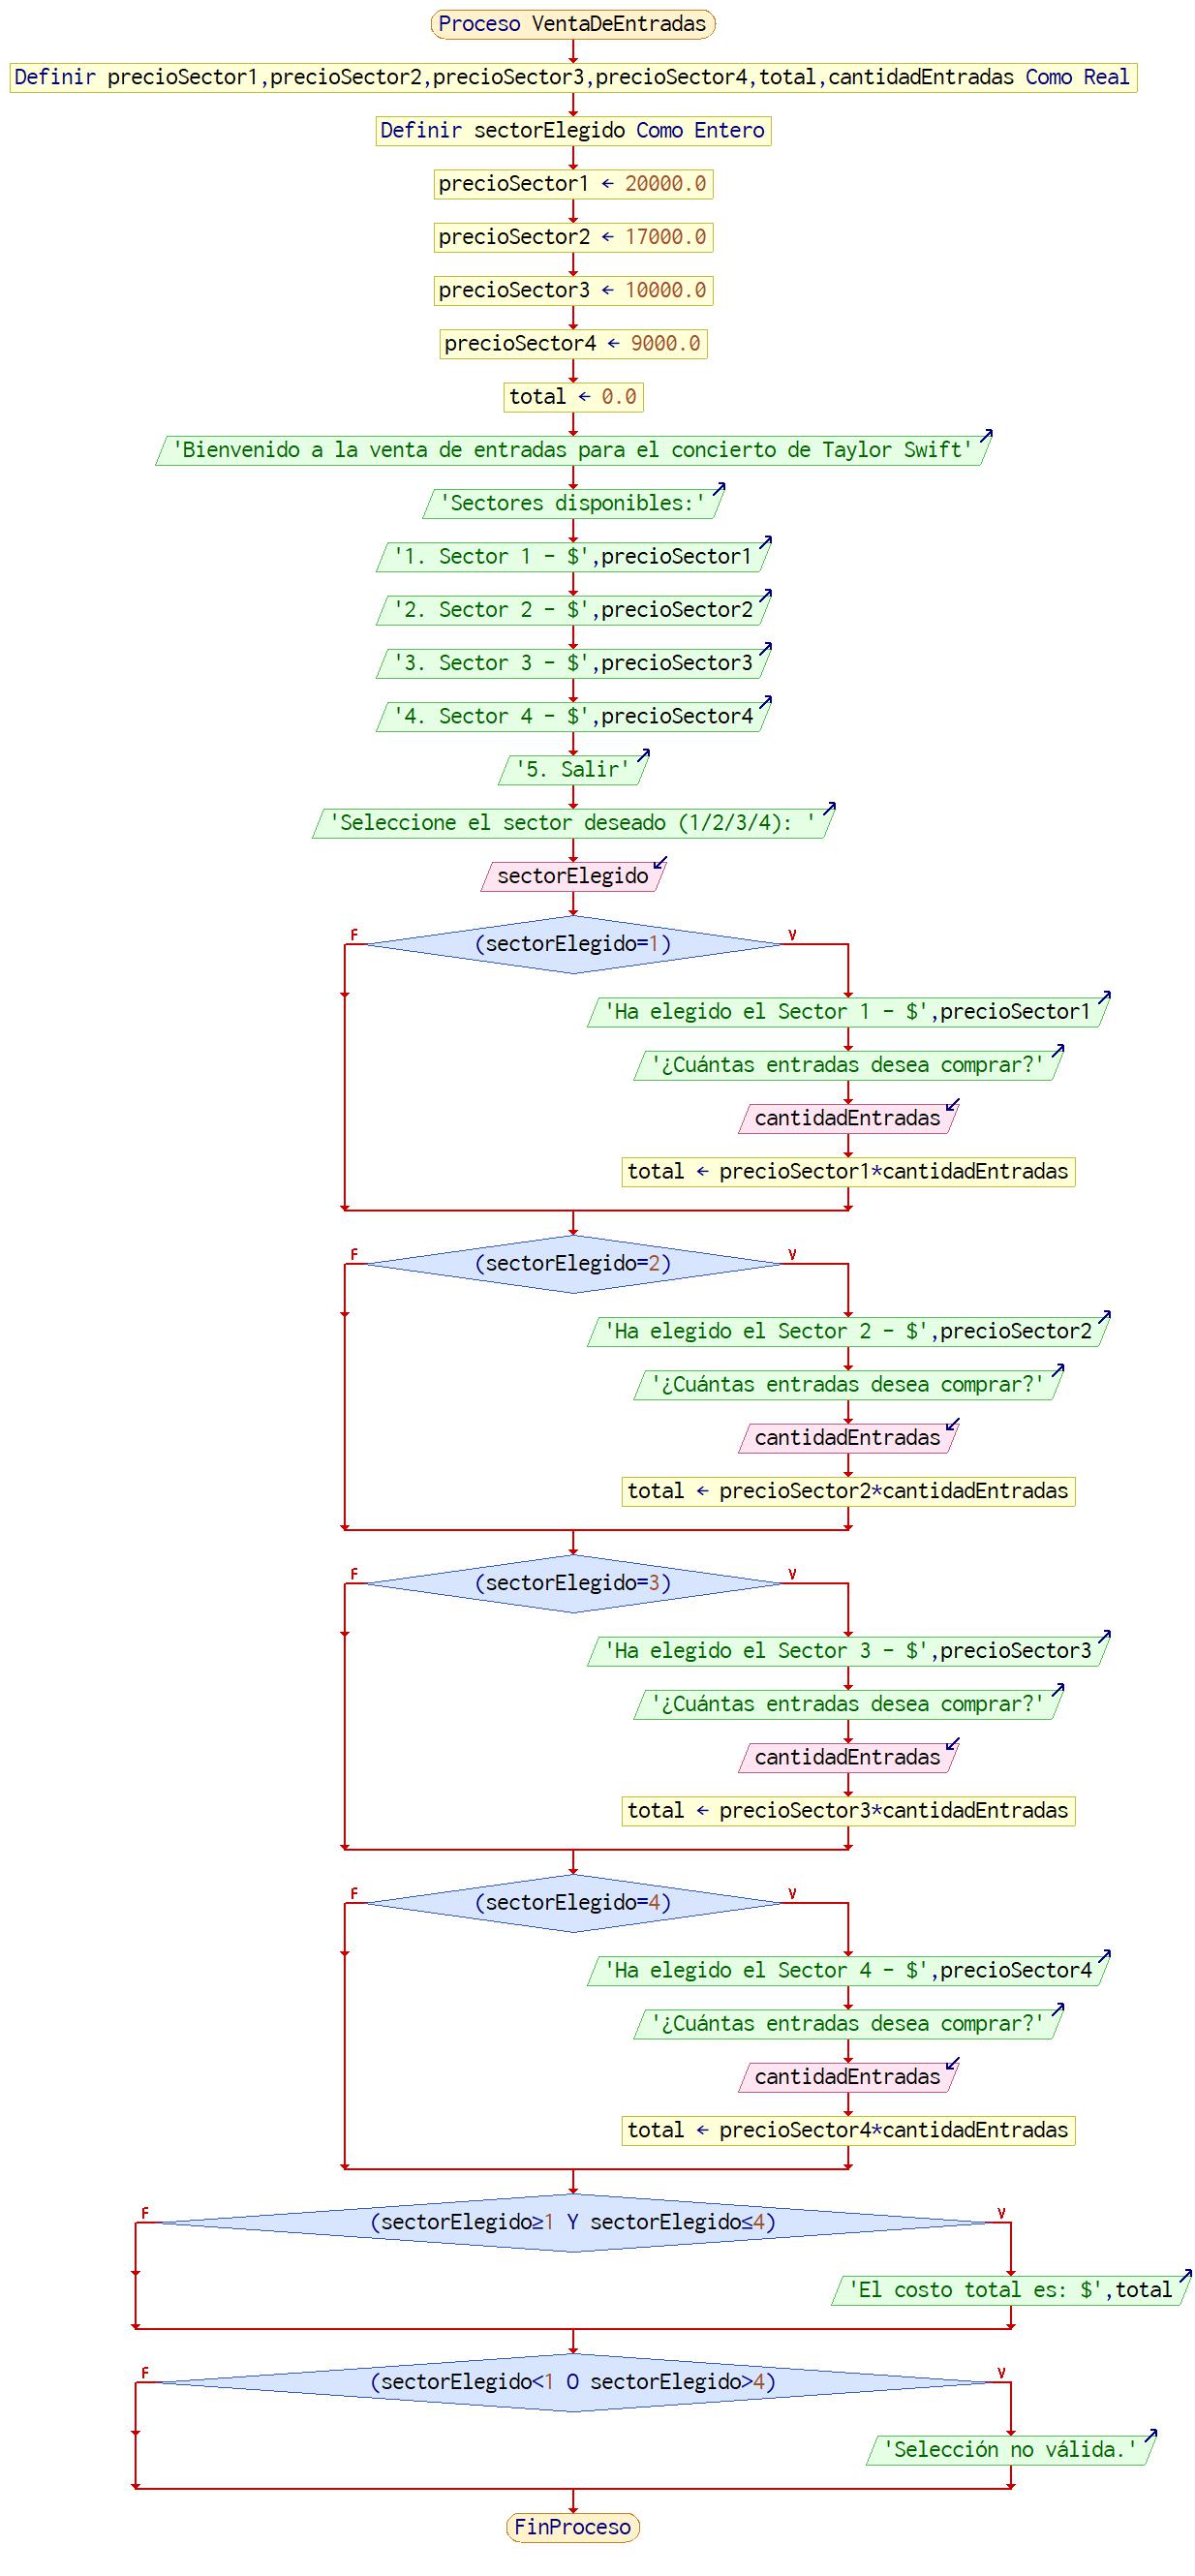 Proceso VentaDeEntradas
Definir precioSector1,precioSector2,precioSector3,precioSector4,total,cantidadEntradas Como Real
Definir sectorElegido Como Entero
precioSector1 ← 20000.0
precioSector2 ← 17000.0
precioSector3 ← 10000.0
precioSector4 ← 9000.0
total ← 0.0
'Bienvenido a la venta de entradas para el concierto de Taylor Swift'
'Sectores disponibles:'
'1. Sector 1 - $',precioSector1
'2. Sector 2 - $',precioSector2
'3. Sector 3 - $',precioSector3
'4. Sector 4 - $',precioSector4
'5. Salir'
'Seleccione el sector deseado (1/2/3/4): '
sectorElegido
F (sectorElegido=1) V
'Ha elegido el Sector 1 - $',precioSector1
'¿Cuántas entradas desea comprar?'
cantidadEntradas
total ← precioSector1*cantidadEntradas
F (sectorElegido=2) V
'Ha elegido el Sector 2 - $',precioSector2
'¿Cuántas entradas desea comprar?'
cantidadEntradas
total ← precioSector2*cantidadEntradas
F (sectorElegido=3) V
'Ha elegido el Sector 3 - $',precioSector3
'¿Cuántas entradas desea comprar?'
cantidadEntradas
total ← precioSector3*cantidadEntradas
F (sectorElegido=4) V
'Ha elegido el Sector 4 - $',precioSector4
'¿Cuántas entradas desea comprar?'
cantidadEntradas
total ← precioSector4*cantidadEntradas
F (sectorElegido≥1 Y sectorElegido≤4) V
'El costo total es: $',total
F (sectorElegido<1 O sectorElegido>4) V
'Selección no válida.'
FinProceso